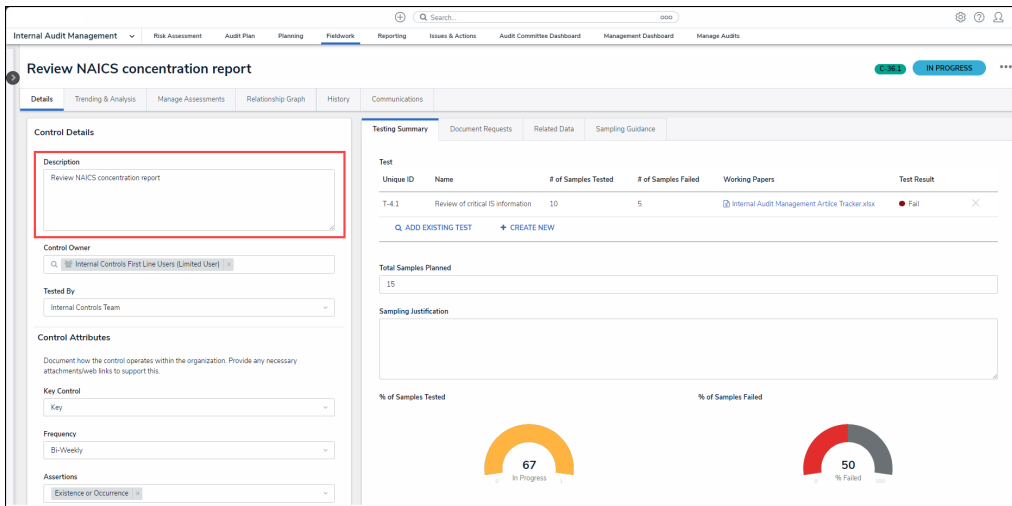 Search...
Internal Audit Management
Risk Assessment
Audit Plan
Planning
Fieldwork
Reporting
Issues & Actions
Audit Committee Dashboard
Management Dashboard
Manage Audits
Review NAICS concentration report
C-36.1
IN PROGRESS
Details
Trending & Analysis
Manage Assessments
Relationship Graph
History
Communications
Control Details
Description
Review NAICS concentration report
Control Owner
Internal Controls First Line Users (Limited User) ×
Tested By
Internal Controls Team
Control Attributes
Document how the control operates within the organization. Provide any necessary
attachments/web links to support this.
Key Control
Key
Frequency
Bi-Weekly
Assertions
Existence or Occurrence ×
Testing Summary
Document Requests
Related Data
Sampling Guidance
Test
Unique ID Name # of Samples Tested # of Samples Failed Working Papers Test Result
T-4.1 Review of critical IS information 10 5 Internal Audit Management Artilce Tracker.xlsx Fail
ADD EXISTING TEST + CREATE NEW
Total Samples Planned
15
Sampling Justification
% of Samples Tested
67
In Progress
0 1
% of Samples Failed
50
% Failed
0 100